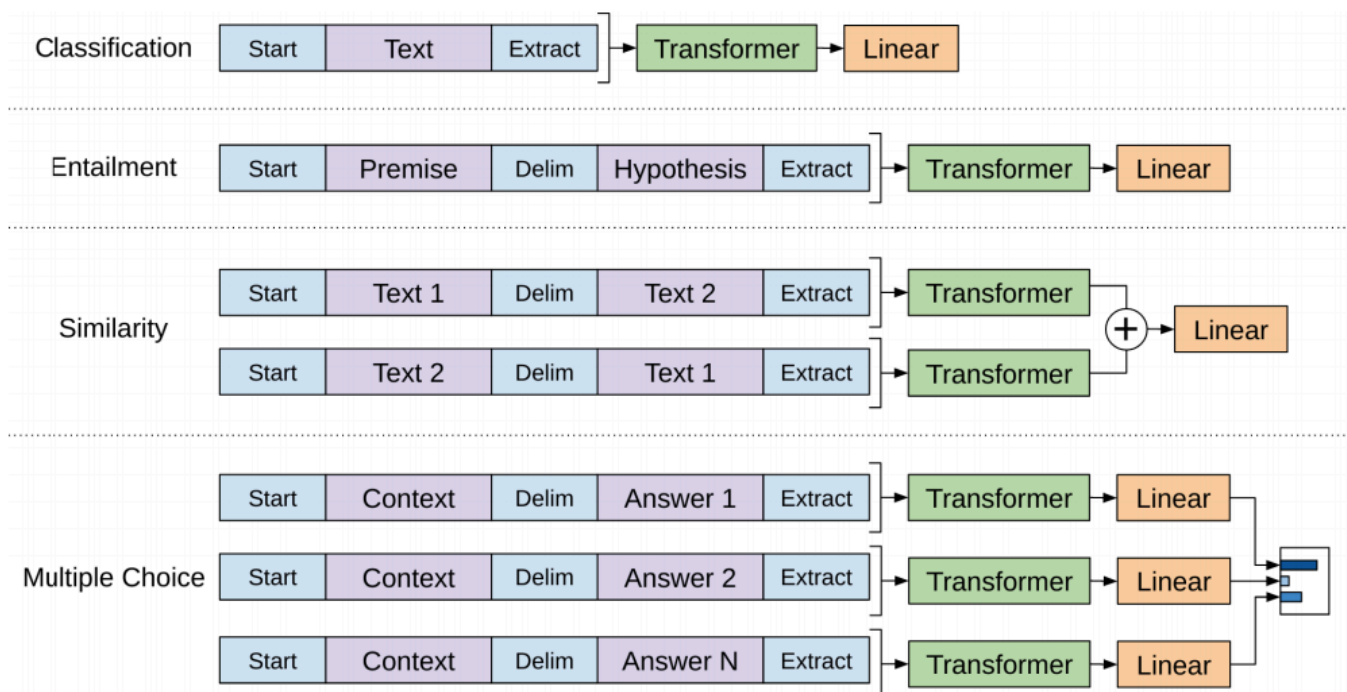 Classification Start Text Extract Transformer Linear
Entailment Start Premise Delim Hypothesis Extract Transformer Linear
Start Text 1 Delim Text 2 Extract Transformer
Similarity + Linear
Start Text 2 Delim Text 1 Extract Transformer
Start Context Delim Answer 1 Extract Transformer Linear
Multiple Choice Start Context Delim Answer 2 Extract Transformer Linear
Start Context Delim Answer N Extract Transformer Linear